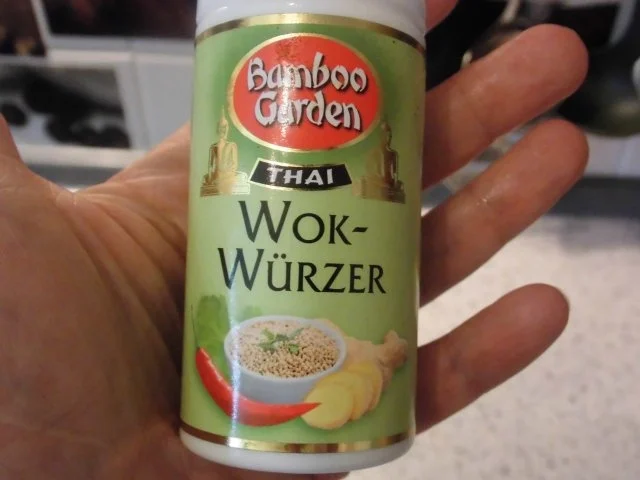 Bamboo
Garden
THAI
WOK-
WÜRZER